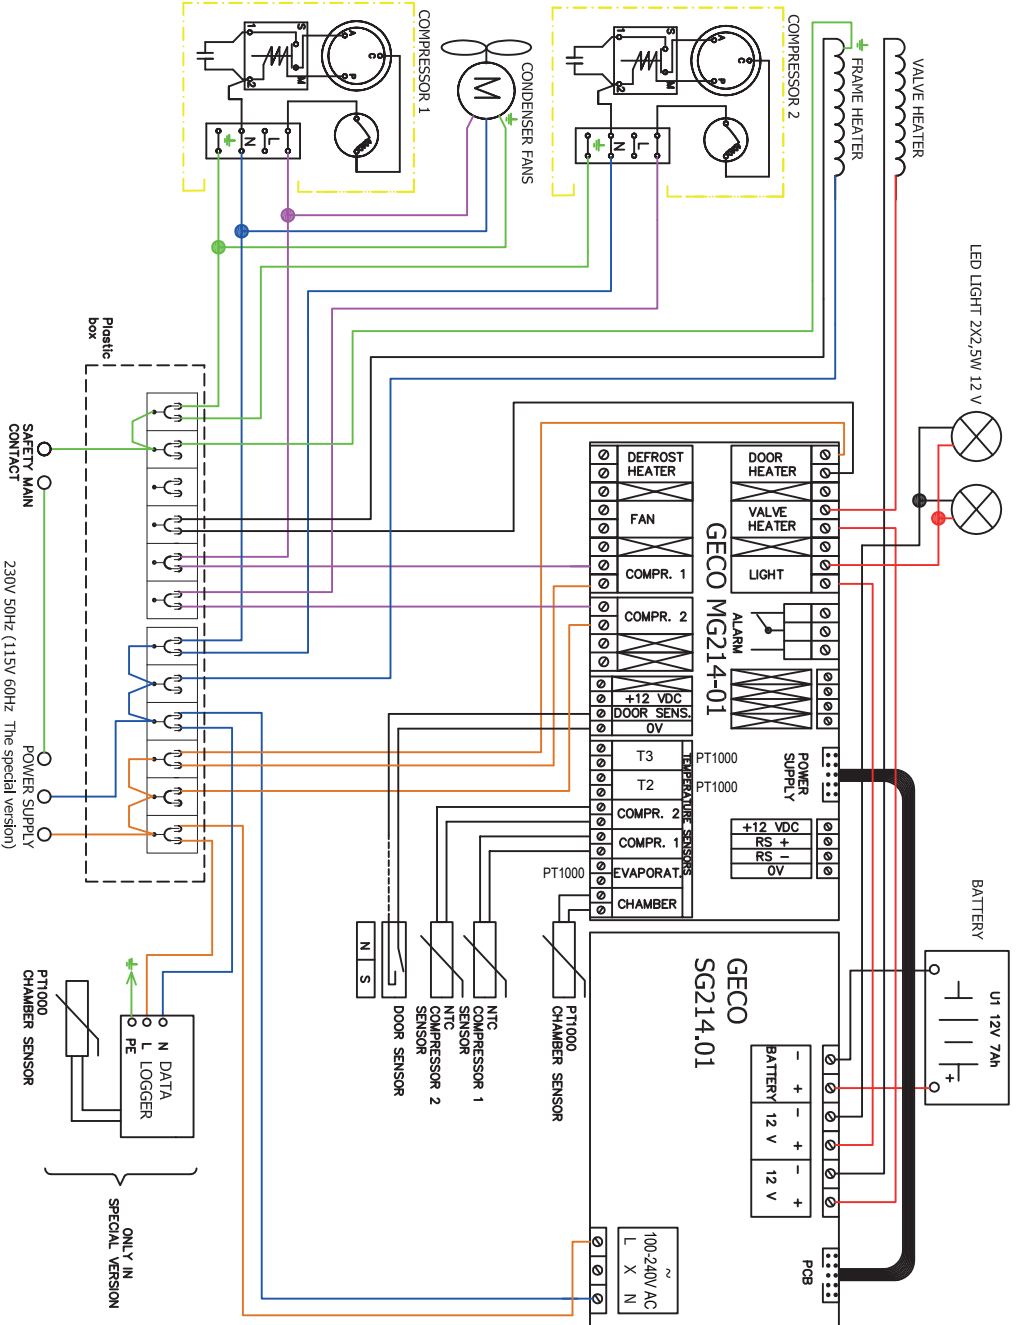 COMPRESSOR 1
S
1
M
2
A
C
P
N
L
CONDENSER FANS
M
COMPRESSOR 2
S
1
M
2
A
C
P
N
L
FRAME HEATER
VALVE HEATER
LED LIGHT 2X2,5W 12 V
Plastic
box
SAFETY MAIN
CONTACT
230V 50Hz (115V 60Hz The special version)
POWER SUPPLY
DEFROST
HEATER
FAN
COMPR. 1
COMPR. 2
+12 VDC
DOOR SENS.
0V
T3
T2
COMPR. 2
COMPR. 1
EVAPORAT.
CHAMBER
TEMPERATURE SENSORS
PT1000
PT1000
PT1000
GECO MG214-01
DOOR
HEATER
VALVE
HEATER
LIGHT
ALARM
POWER
SUPPLY
+12 VDC
RS +
RS -
0V
BATTERY
U1 12V 7Ah
+
GECO
SG214.01
BATTERY
- +
12 V
- +
12 V
- +
PCB
~
100-240V AC
L X N
PT1000
CHAMBER SENSOR
NTC
COMPRESSOR 1
SENSOR
NTC
COMPRESSOR 2
SENSOR
DOOR SENSOR
N S
DATA
LOGGER
N
L
PE
PT1000
CHAMBER SENSOR
ONLY IN
SPECIAL VERSION